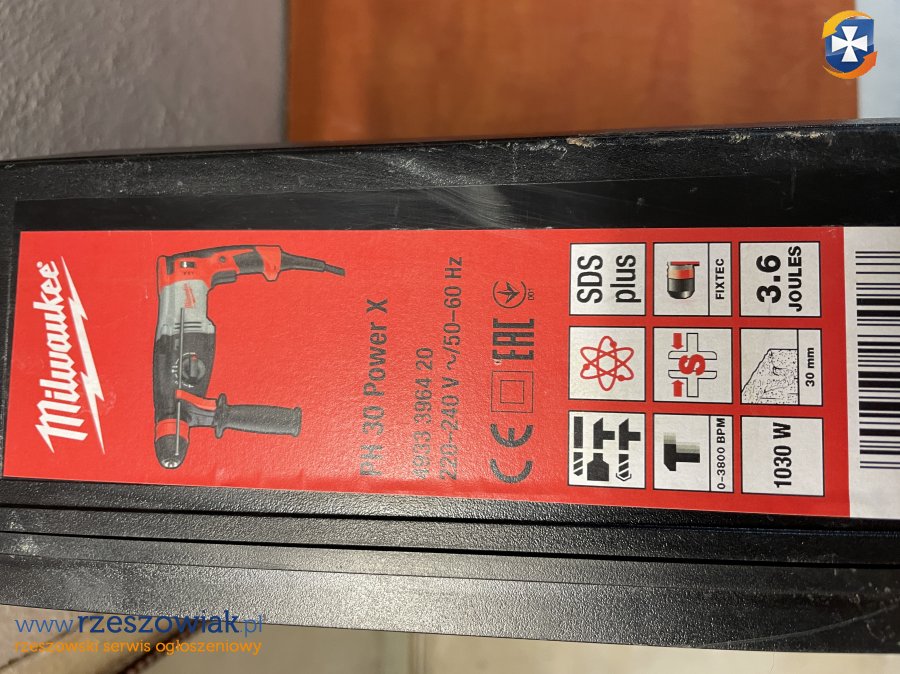 Milwaukee
PH 30 Power X
4933 3964 20
220-240 V ~/50-60 Hz
CE EAC 001
1030 W
30 mm
3.6
JOULES
0-3800 BPM
S
FIXTEC
SDS
plus
www.rzeszowiak.pl
rzeszowski serwis ogłoszeniowy